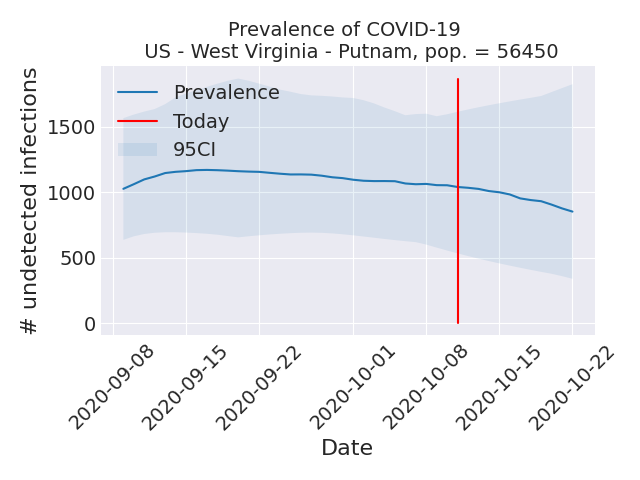 Prevalence of COVID-19
US - West Virginia - Putnam, pop. = 56450
Prevalence
Today
95CI
1500
1000
500
0
# undetected infections
2020-09-08
2020-09-15
2020-09-22
2020-10-01
2020-10-08
2020-10-15
2020-10-22
Date